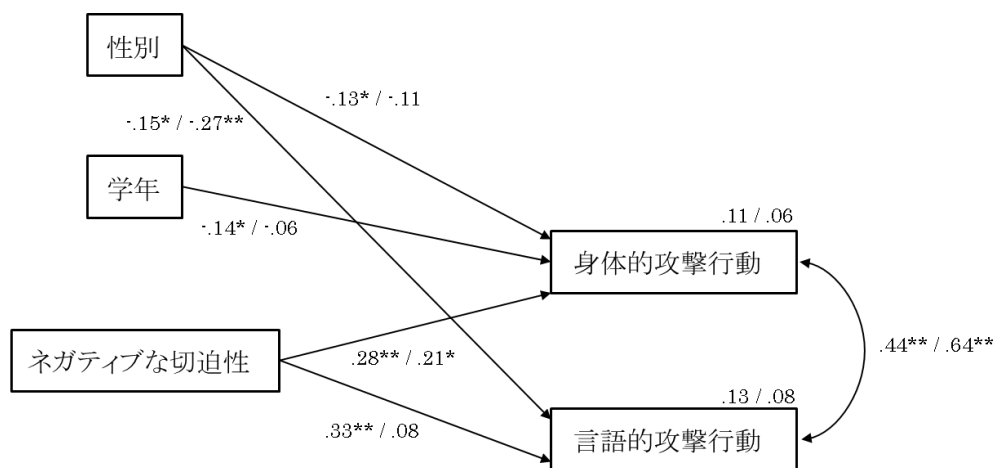 性別
-.13* / -.11
-.15* / -.27**
学年
-.14* / -.06
.11 / .06
身体的攻撃行動
ネガティブな切迫性
.28** / .21*
.44** / .64**
.13 / .08
.33** / .08
言語的攻撃行動